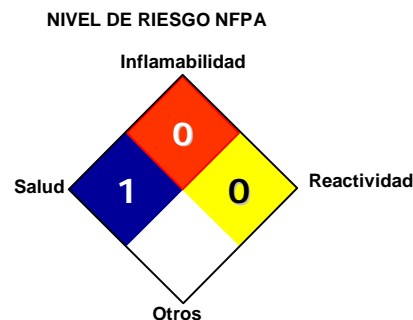 NIVEL DE RIESGO NFPA
Inflamabilidad
0
Salud
1
0
Reactividad
Otros